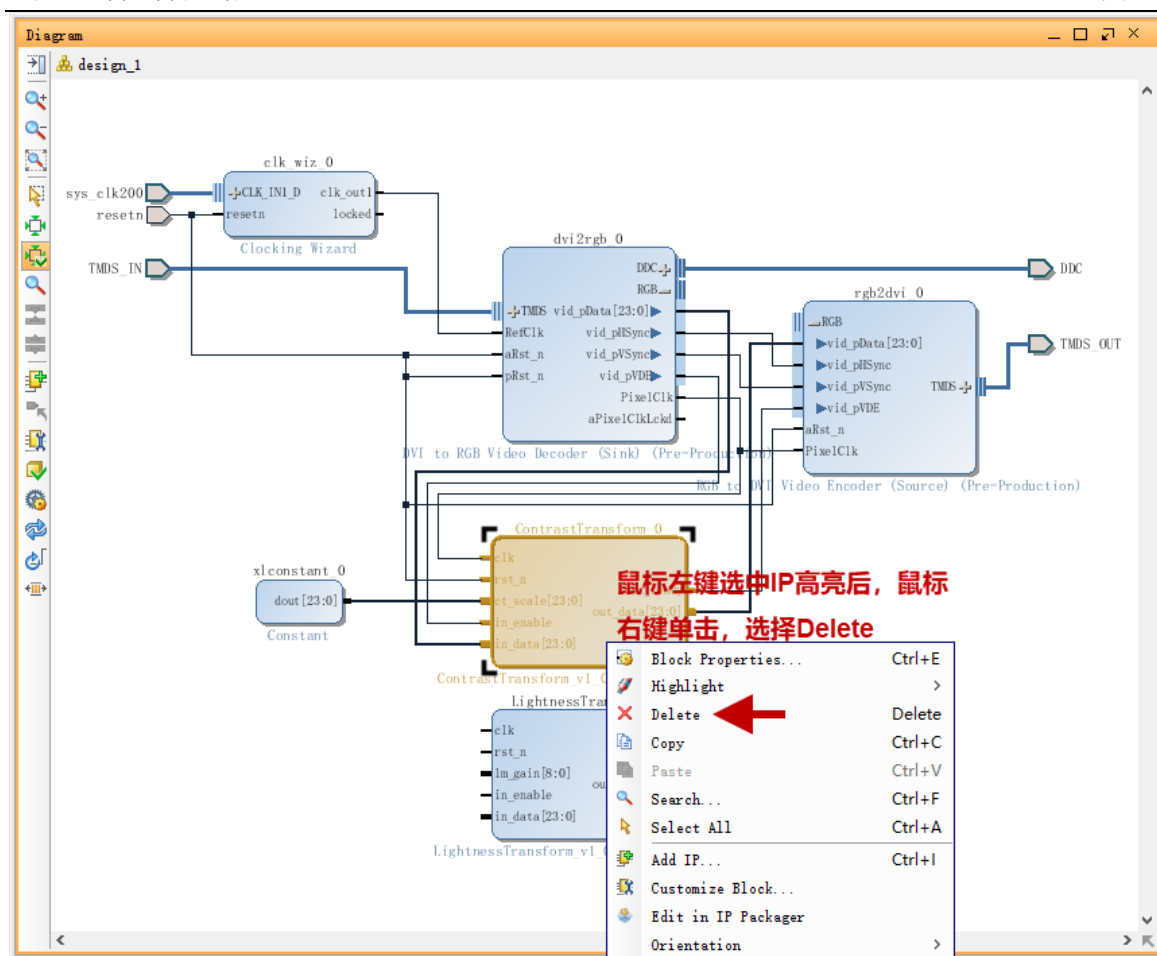 Diagram
design_1
clk_wiz_0
sys_clk200
CLK_IN1_D clk_out1
resetn
resetn locked
Clocking Wizard
dvi2rgb_0
TMDS_IN
DDC
DDC
RGB
rgb2dvi_0
TMDS vid_pData[23:0]
RGB
RefClk vid_pHSync
vid_pData[23:0]
TMDS_OUT
aRst_n vid_pVSync
vid_pHSync
pRst_n vid_pVDE
vid_pVSync TMDS
PixelClk
vid_pVDE
aPixelClkLckd
aRst_n
DVI to RGB Video Decoder (Sink) (Pre-Production)
PixelClk
RGB to DVI Video Encoder (Source) (Pre-Production)
ContrastTransform_0
clk
xlconstant_0
rst_n
鼠标左键选中IP高亮后，鼠标
dout[23:0]
ct_scale[23:0]
out_data[23:0]
in_enable
右键单击，选择Delete
Constant
in_data[23:0]
Block Properties... Ctrl+E
ContrastTransform_v1_
Highlight >
LightnessTra
Delete Delete
clk
Copy Ctrl+C
rst_n
lm_gain[8:0]
Paste Ctrl+V
ou
in_enable
Search... Ctrl+F
in_data[23:0]
Select All Ctrl+A
LightnessTransform_v1_
Add IP... Ctrl+I
Customize Block...
Edit in IP Packager
Orientation >